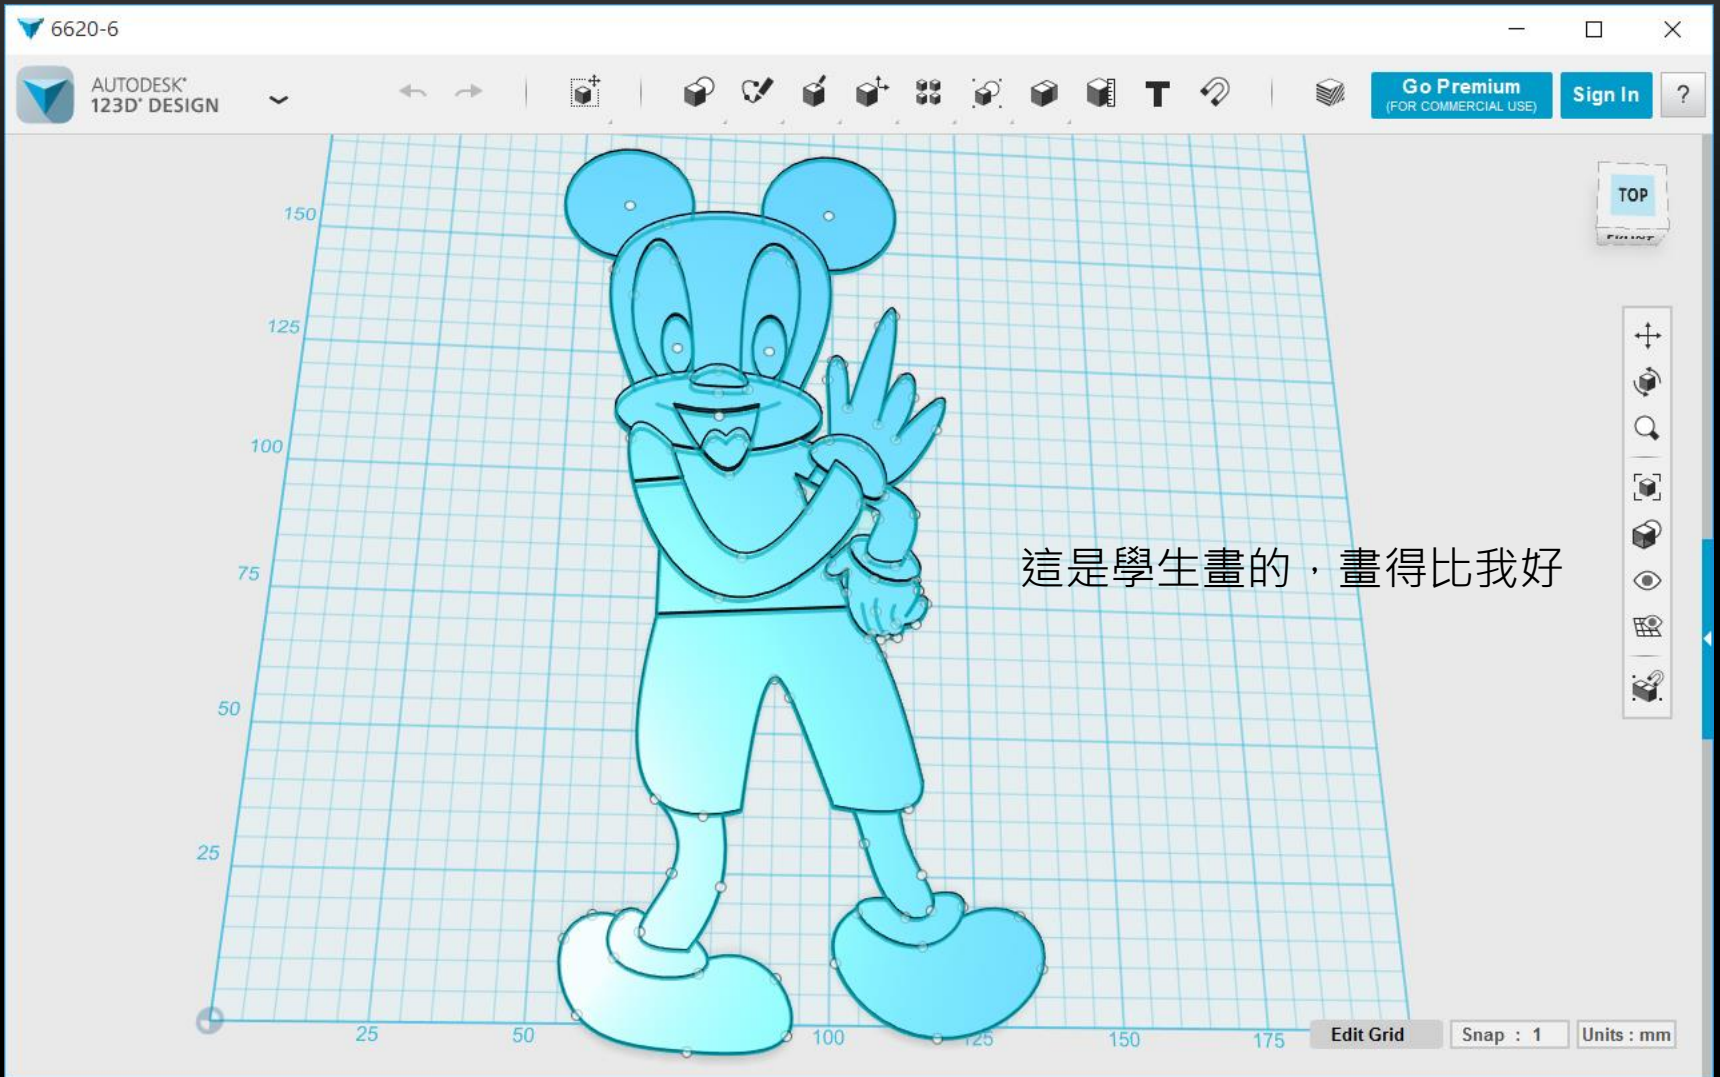 6620-6
AUTODESK®
123D® DESIGN
Go Premium
(FOR COMMERCIAL USE)
Sign In
?
TOP
150
125
100
75
50
25
這是學生畫的，畫得比我好
25
50
100
125
150
175
Edit Grid
Snap : 1
Units : mm